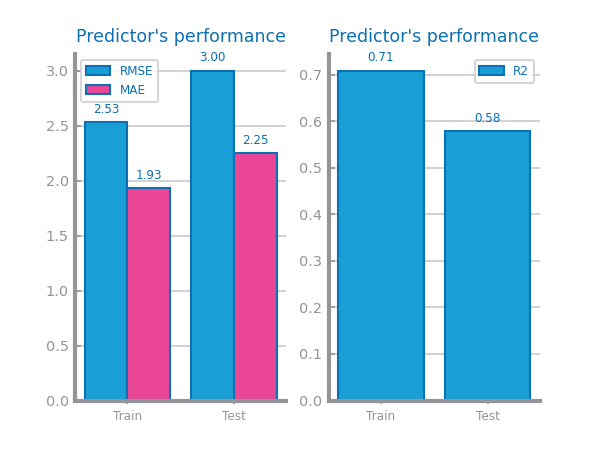 Predictor's performance
3.0
2.5
2.0
1.5
1.0
0.5
0.0
RMSE
MAE
2.53
1.93
3.00
2.25
Train
Test
Predictor's performance
0.7
0.6
0.5
0.4
0.3
0.2
0.1
0.0
R2
0.71
0.58
Train
Test